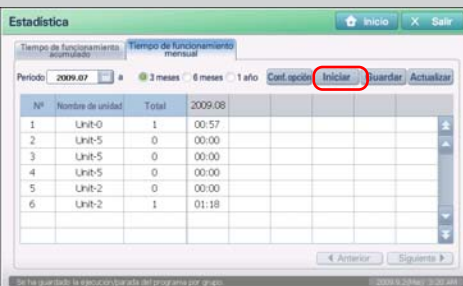 Estadística
Inicio
X Salir
Tiempo de funcionamiento acumulado
Tiempo de funcionamiento mensual
Período 2009.07 a 3 meses 6 meses 1 año Conf.opción Iniciar Guardar Actualizar
Nº Nombre de unidad Total 2009.08
1 Unit-0 1 00:57
2 Unit-5 0 00:00
3 Unit-5 0 00:00
4 Unit-5 0 00:00
5 Unit-2 0 00:00
6 Unit-2 1 01:18
Anterior Siguiente
Se ha guardado la ejecución/parada del programa por grupo.